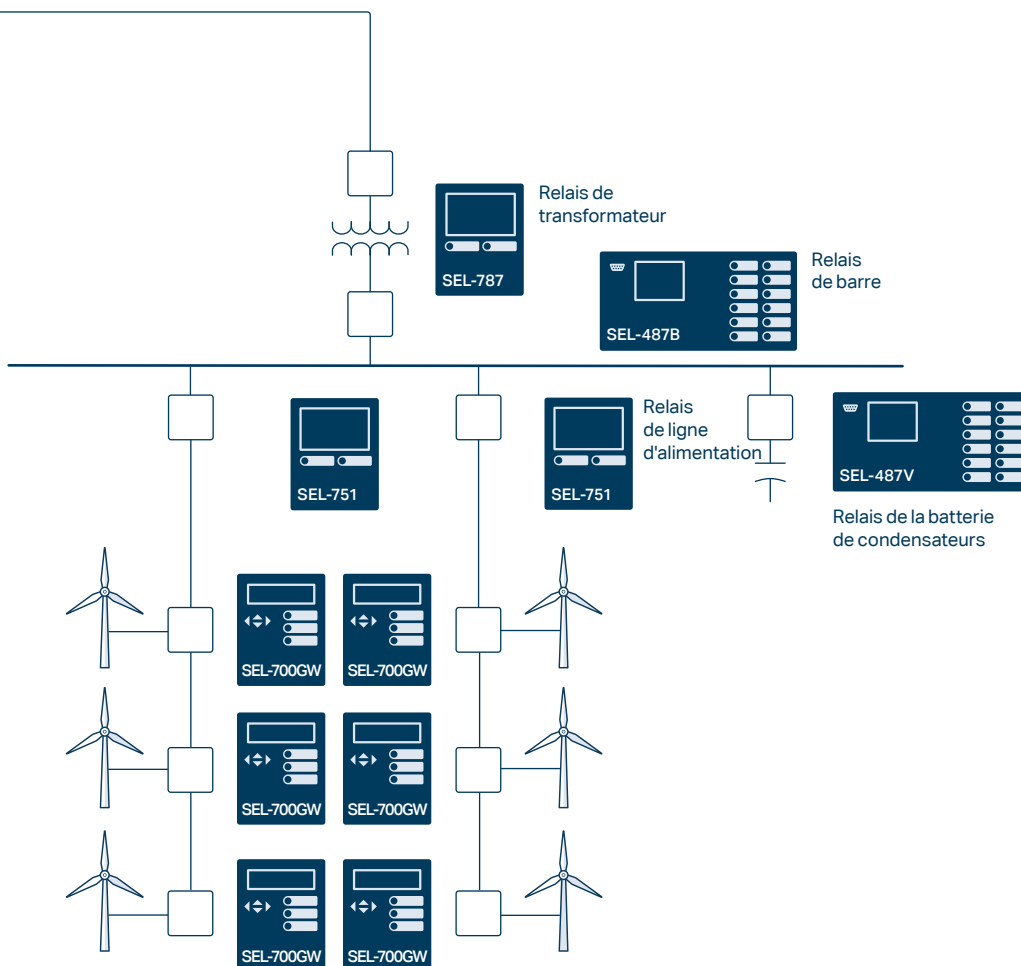 Relais de
transformateur
SEL-787
Relais
de barre
SEL-487B
SEL-751
Relais
de ligne
d'alimentation
SEL-751
SEL-487V
Relais de la batterie
de condensateurs
SEL-700GW
SEL-700GW
SEL-700GW
SEL-700GW
SEL-700GW
SEL-700GW